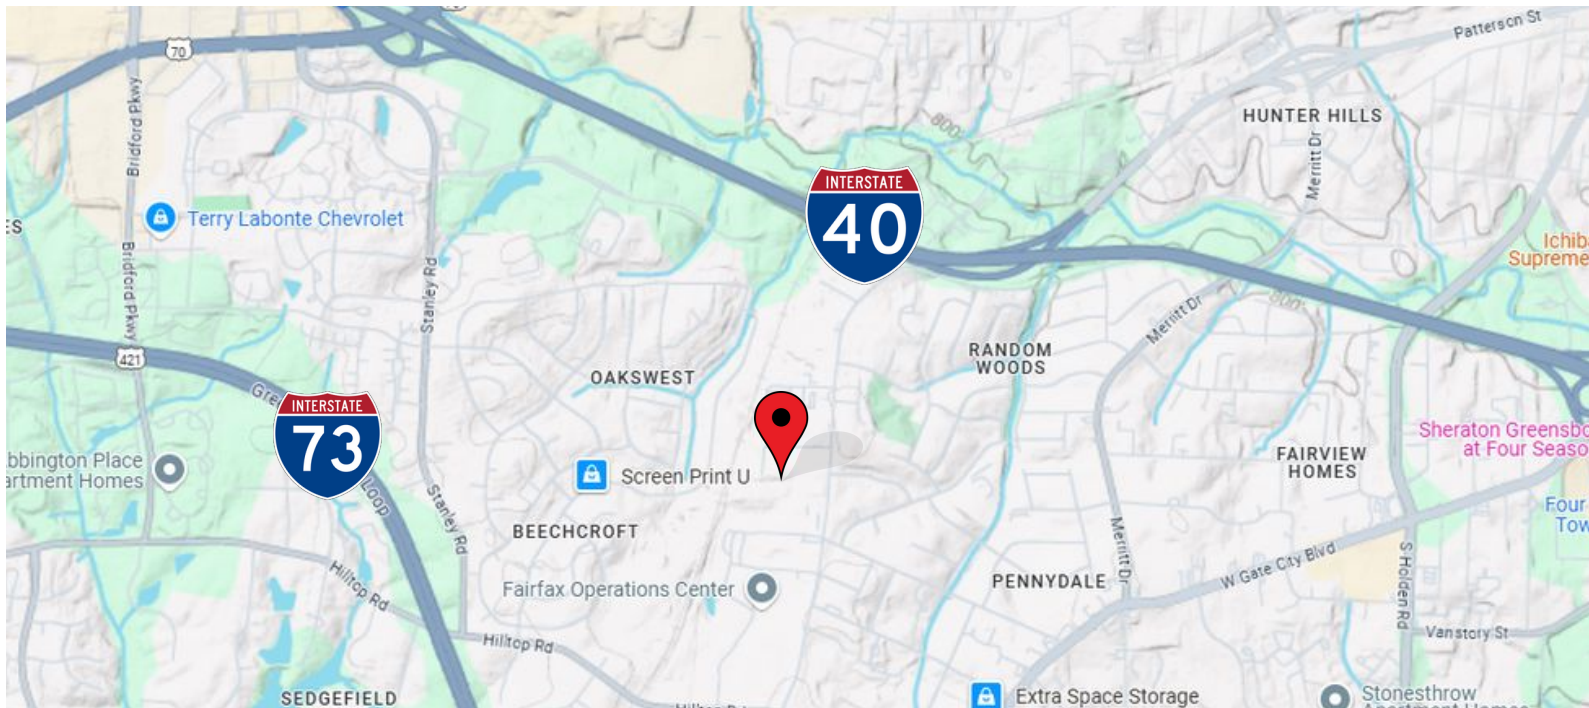 Patterson St
70
Bridford Pkwy
800'
HUNTER HILLS
Merritt Dr
INTERSTATE
40
Terry Labonte Chevrolet
ES
Bridford Pkwy
Stanley Rd
Ichib
Supreme
800'
Merritt Dr
421
RANDOM
WOODS
OAKSWEST
Gre
INTERSTATE
73
Loop
Sheraton Greensbo
at Four Seaso
bbington Place
artment Homes
FAIRVIEW
HOMES
Screen Print U
Stanley Rd
BEECHCROFT
Four
Tow
Merritt Dr
W Gate City Blvd
S Holden Rd
Hilltop Rd
Fairfax Operations Center
PENNYDALE
Hilltop Rd
Vanstory St
SEDGEFIELD
Extra Space Storage
Stonesthrow